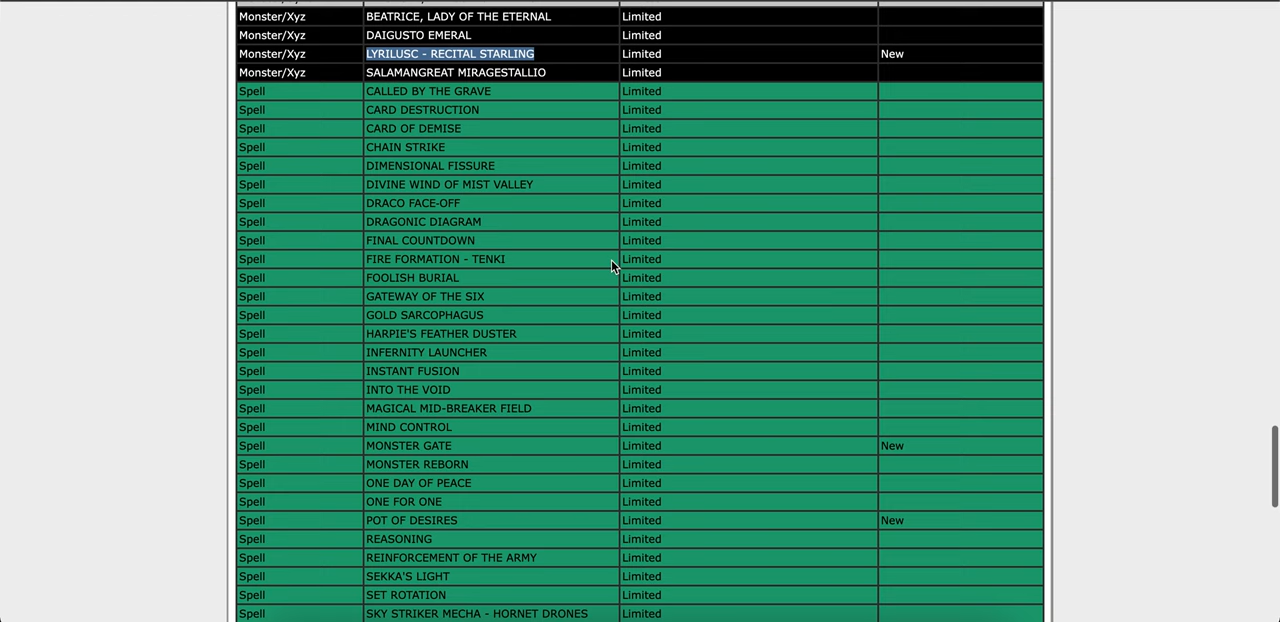 Monster/Xyz BEATRICE, LADY OF THE ETERNAL Limited
Monster/Xyz DAIGUSTO EMERAL Limited
Monster/Xyz LYRILUSC - RECITAL STARLING Limited New
Monster/Xyz SALAMANGREAT MIRAGESTALLIO Limited
Spell CALLED BY THE GRAVE Limited
Spell CARD DESTRUCTION Limited
Spell CARD OF DEMISE Limited
Spell CHAIN STRIKE Limited
Spell DIMENSIONAL FISSURE Limited
Spell DIVINE WIND OF MIST VALLEY Limited
Spell DRACO FACE-OFF Limited
Spell DRAGONIC DIAGRAM Limited
Spell FINAL COUNTDOWN Limited
Spell FIRE FORMATION - TENKI Limited
Spell FOOLISH BURIAL Limited
Spell GATEWAY OF THE SIX Limited
Spell GOLD SARCOPHAGUS Limited
Spell HARPIE'S FEATHER DUSTER Limited
Spell INFERNITY LAUNCHER Limited
Spell INSTANT FUSION Limited
Spell INTO THE VOID Limited
Spell MAGICAL MID-BREAKER FIELD Limited
Spell MIND CONTROL Limited
Spell MONSTER GATE Limited New
Spell MONSTER REBORN Limited
Spell ONE DAY OF PEACE Limited
Spell ONE FOR ONE Limited
Spell POT OF DESIRES Limited New
Spell REASONING Limited
Spell REINFORCEMENT OF THE ARMY Limited
Spell SEKKA'S LIGHT Limited
Spell SET ROTATION Limited
Spell SKY STRIKER MECHA - HORNET DRONES Limited